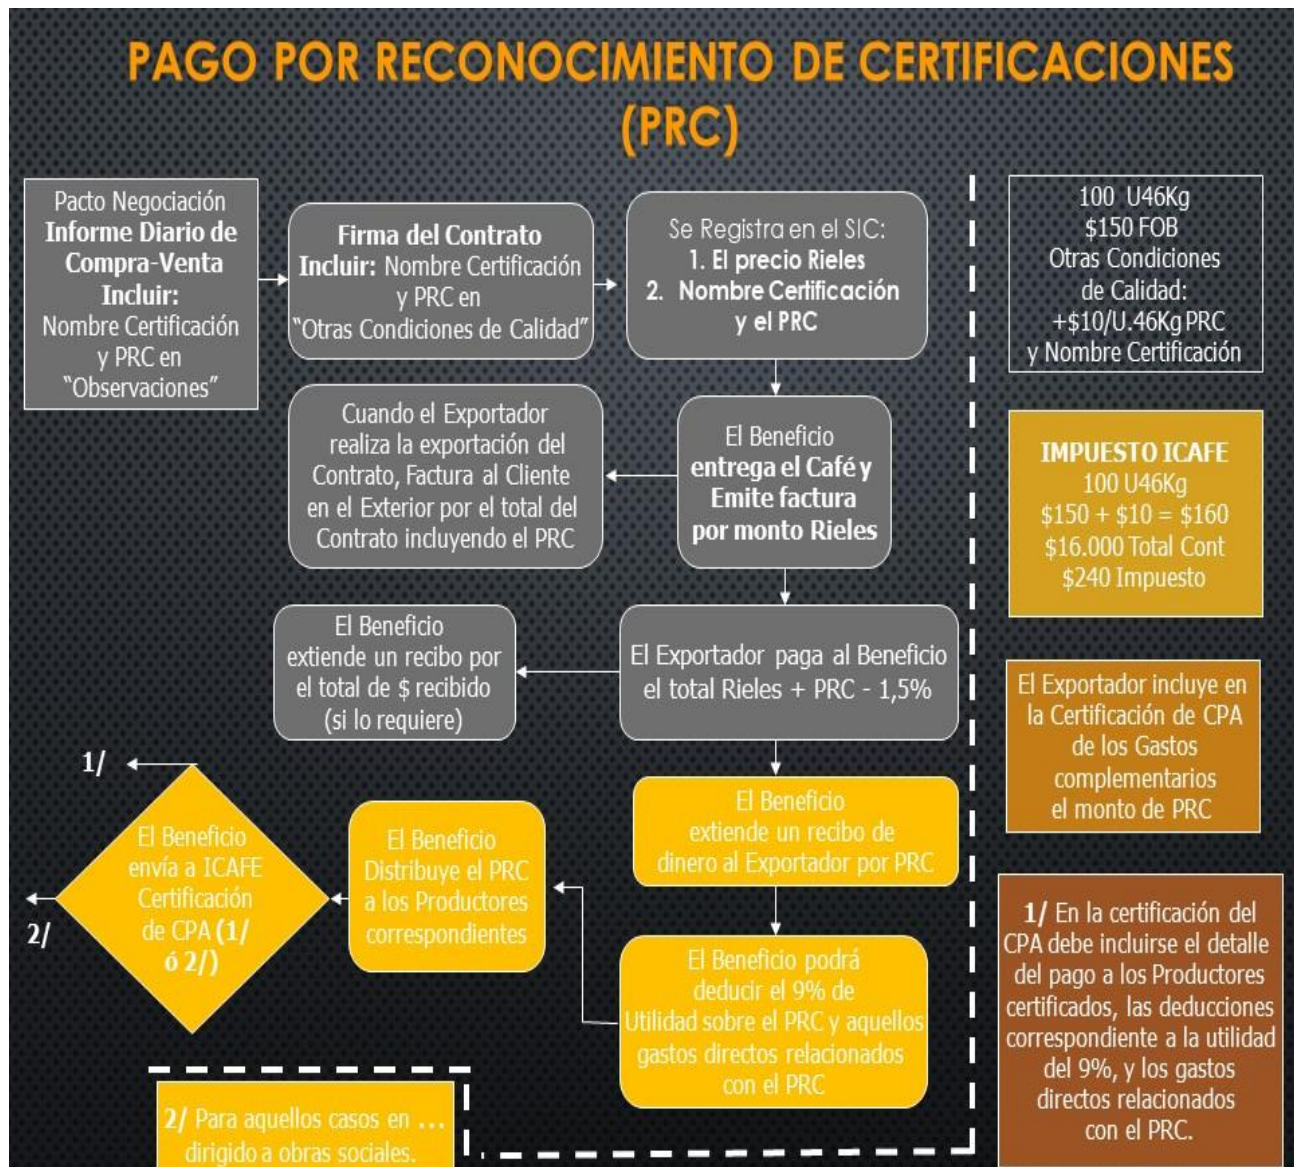 PAGO POR RECONOCIMIENTO DE CERTIFICACIONES
(PRC)
Pacto Negociación
Informe Diario de
Compra-Venta
Incluir:
Nombre Certificación
y PRC en
“Observaciones”
Firma del Contrato
Incluir: Nombre Certificación
y PRC en
“Otras Condiciones de Calidad”
Se Registra en el SIC:
1. El precio Rieles
2. Nombre Certificación
y el PRC
Cuando el Exportador
realiza la exportación del
Contrato, Factura al Cliente
en el Exterior por el total del
Contrato incluyendo el PRC
El Beneficio
entrega el Café y
Emite factura
por monto Rieles
El Beneficio
extiende un recibo por
el total de $ recibido
(si lo requiere)
El Exportador paga al Beneficio
el total Rieles + PRC - 1,5%
El Beneficio
extiende un recibo de
dinero al Exportador por PRC
El Beneficio podrá
deducir el 9% de
Utilidad sobre el PRC y aquellos
gastos directos relacionados
con el PRC
El Beneficio
Distribuye el PRC
a los Productores
correspondientes
El Beneficio
envía a ICAFE
Certificación
de CPA (1/
ó 2/)
1/
2/
2/ Para aquellos casos en ...
dirigido a obras sociales.
100 U46Kg
$150 FOB
Otras Condiciones
de Calidad:
+$10/U.46Kg PRC
y Nombre Certificación
IMPUESTO ICAFE
100 U46Kg
$150 + $10 = $160
$16.000 Total Cont
$240 Impuesto
El Exportador incluye en
la Certificación de CPA
de los Gastos
complementarios
el monto de PRC
1/ En la certificación del
CPA debe incluirse el detalle
del pago a los Productores
certificados, las deducciones
correspondiente a la utilidad
del 9%, y los gastos
directos relacionados
con el PRC.